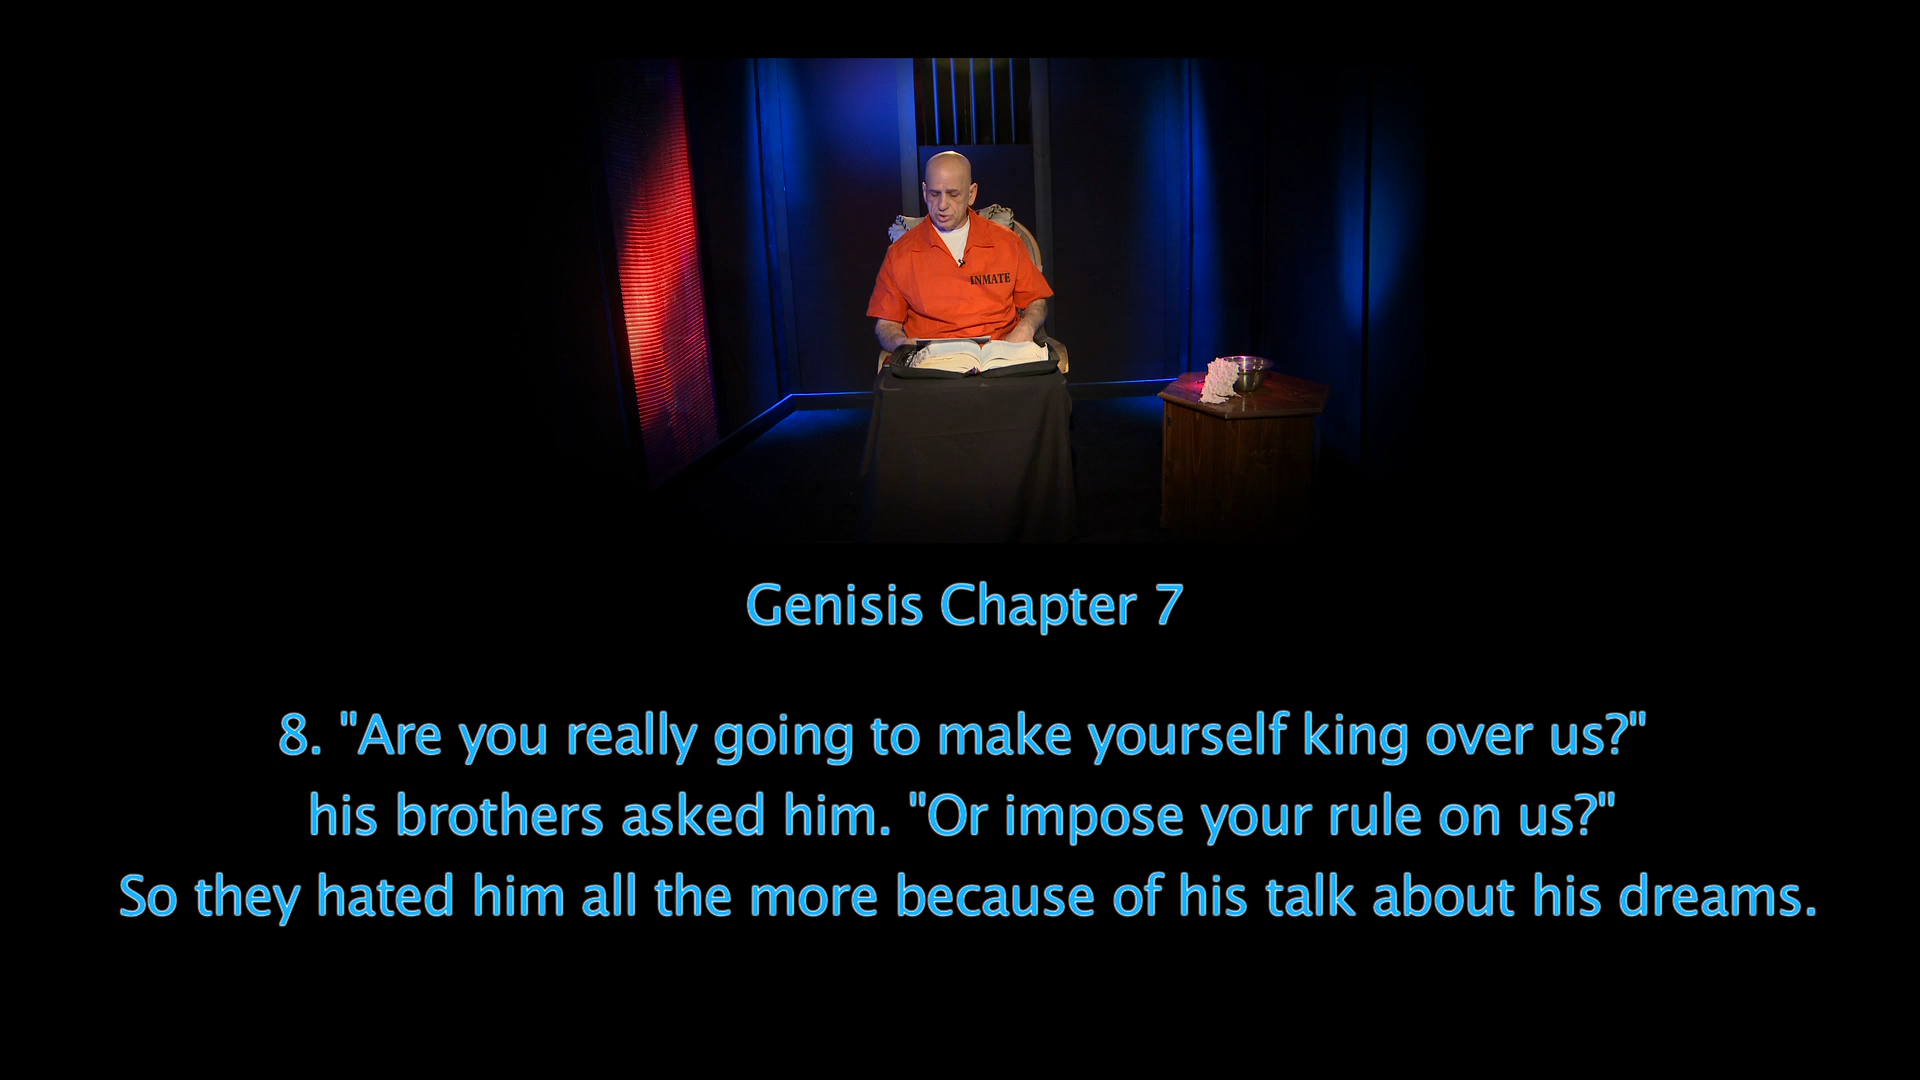 INMATE
Genisis Chapter 7
8. "Are you really going to make yourself king over us?"
his brothers asked him. "Or impose your rule on us?"
So they hated him all the more because of his talk about his dreams.